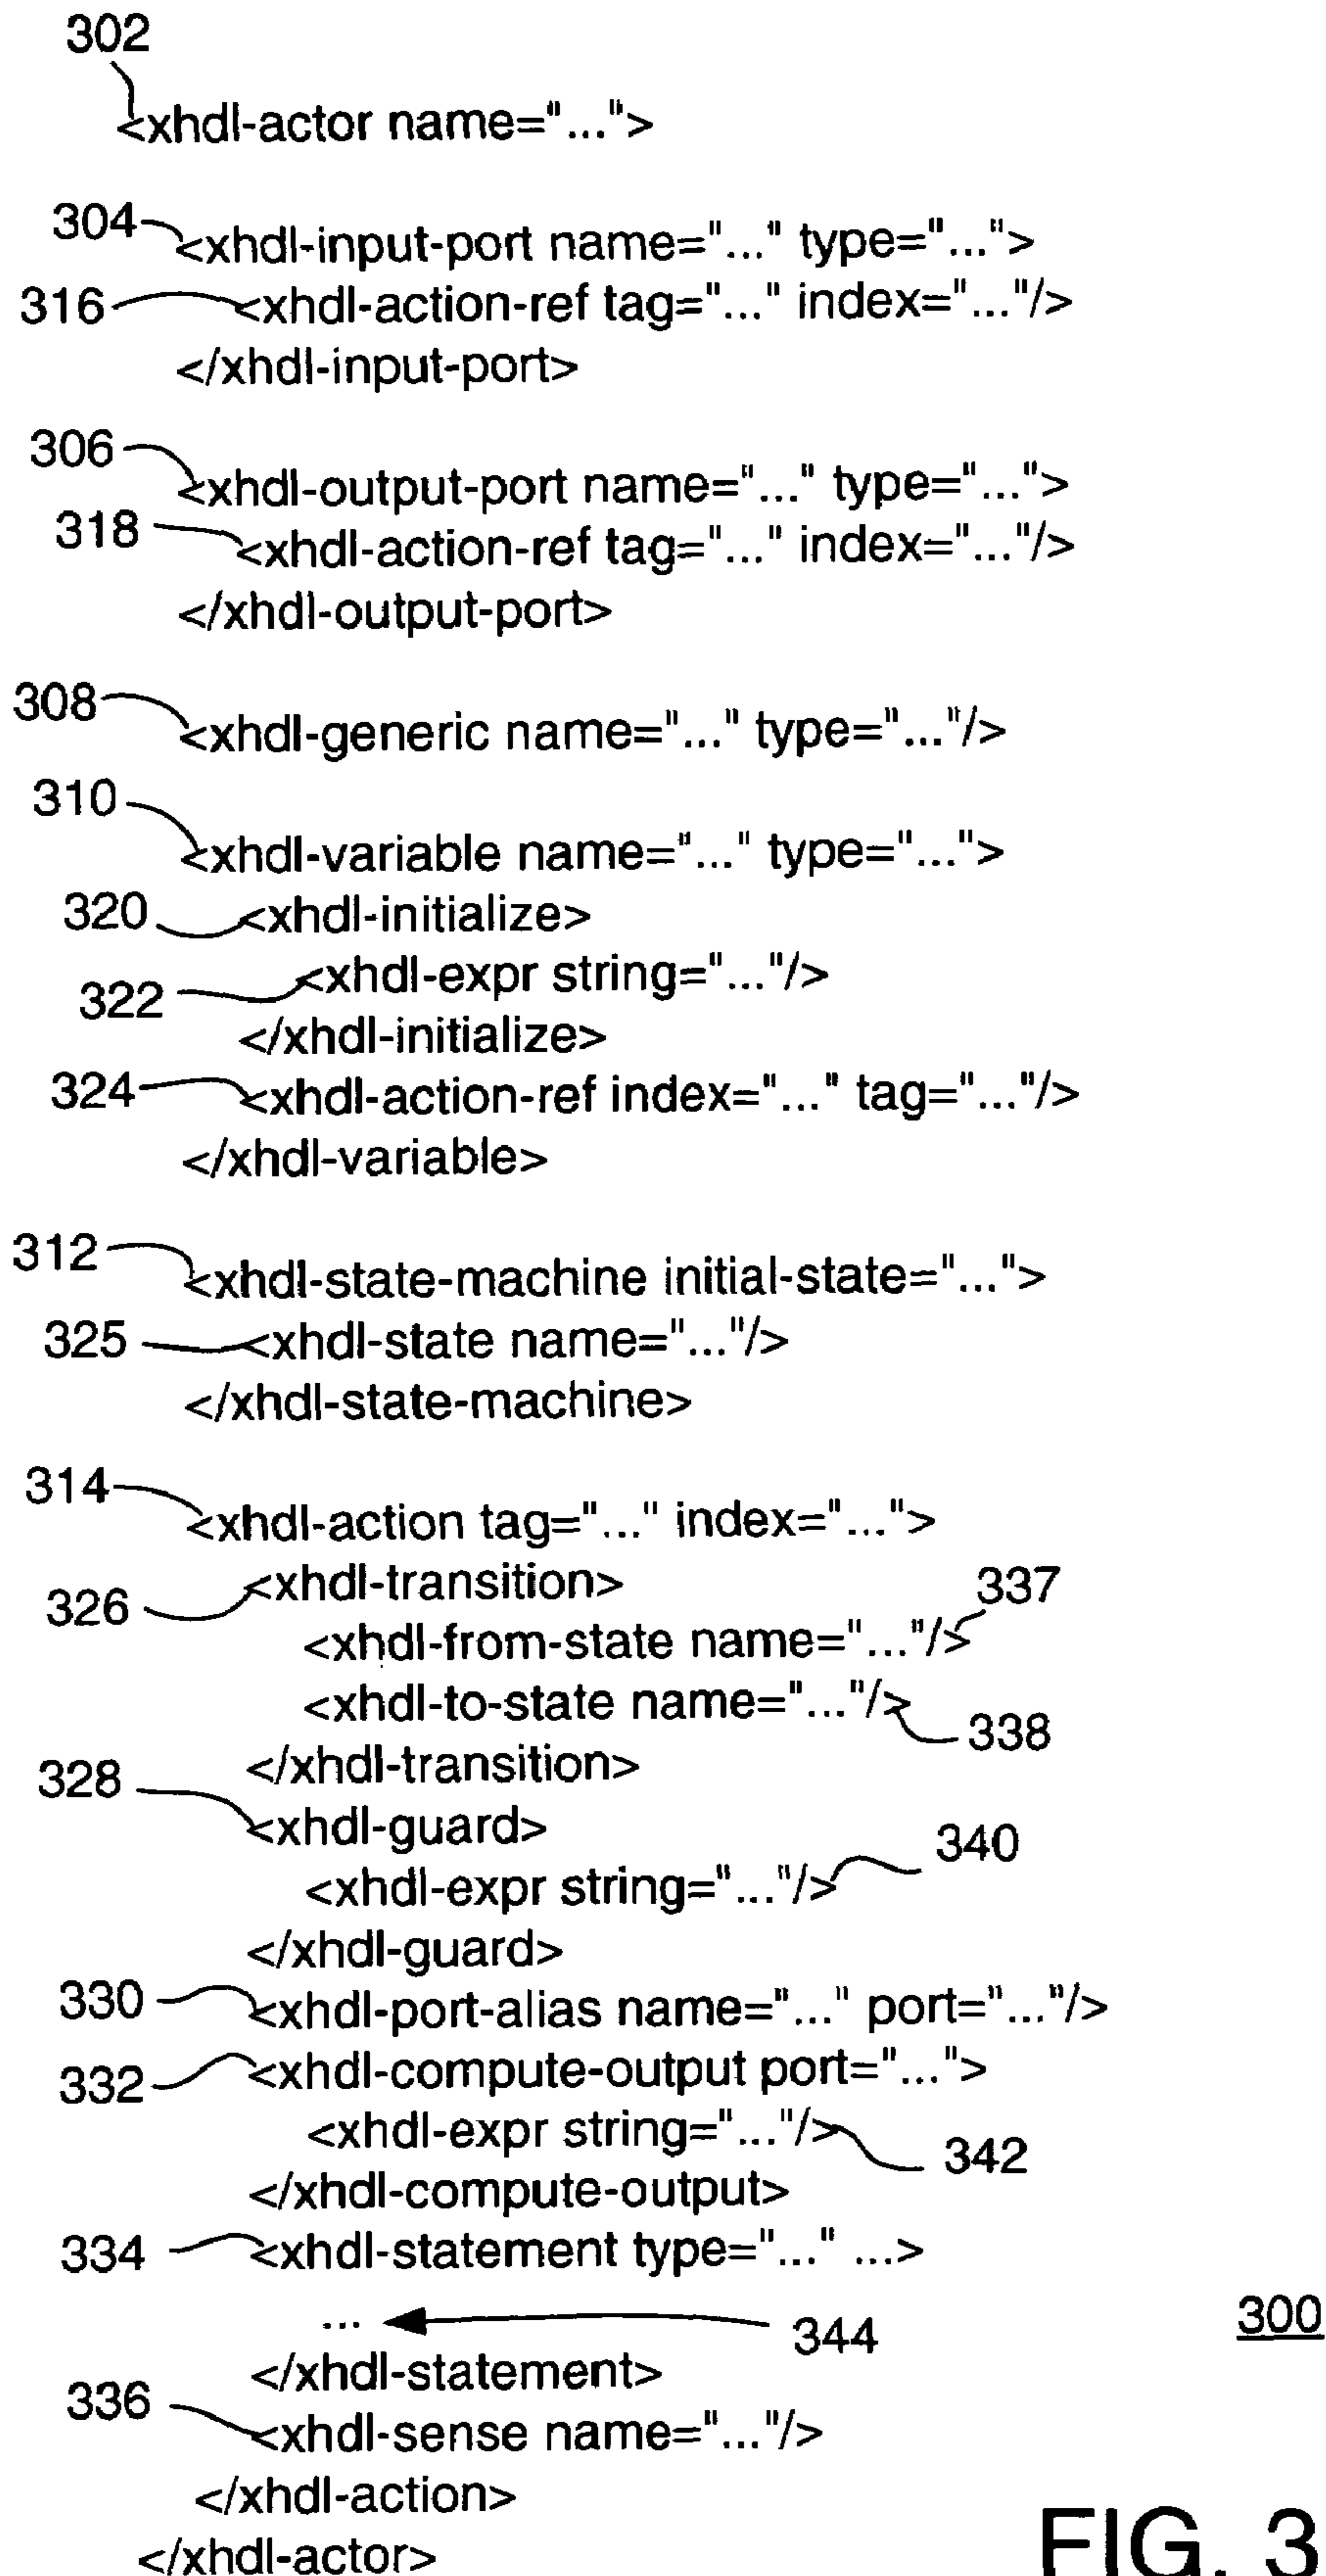 302
<xhdl-actor name="...">
304 <xhdl-input-port name="..." type="...">
316 <xhdl-action-ref tag="..." index="..."/>
</xhdl-input-port>
306 <xhdl-output-port name="..." type="...">
318 <xhdl-action-ref tag="..." index="..."/>
</xhdl-output-port>
308 <xhdl-generic name="..." type="..."/>
310 <xhdl-variable name="..." type="...">
320 <xhdl-initialize>
322 <xhdl-expr string="..."/>
</xhdl-initialize>
324 <xhdl-action-ref index="..." tag="..."/>
</xhdl-variable>
312 <xhdl-state-machine initial-state="...">
325 <xhdl-state name="..."/>
</xhdl-state-machine>
314 <xhdl-action tag="..." index="...">
326 <xhdl-transition>
<xhdl-from-state name="..."/> 337
<xhdl-to-state name="..."/> 338
</xhdl-transition>
328 <xhdl-guard>
<xhdl-expr string="..."/> 340
</xhdl-guard>
330 <xhdl-port-alias name="..." port="..."/>
332 <xhdl-compute-output port="...">
<xhdl-expr string="..."/> 342
</xhdl-compute-output>
334 <xhdl-statement type="..." ...>
... 344
300
</xhdl-statement>
336 <xhdl-sense name="..."/>
</xhdl-action>
</xhdl-actor>
FIG. 3